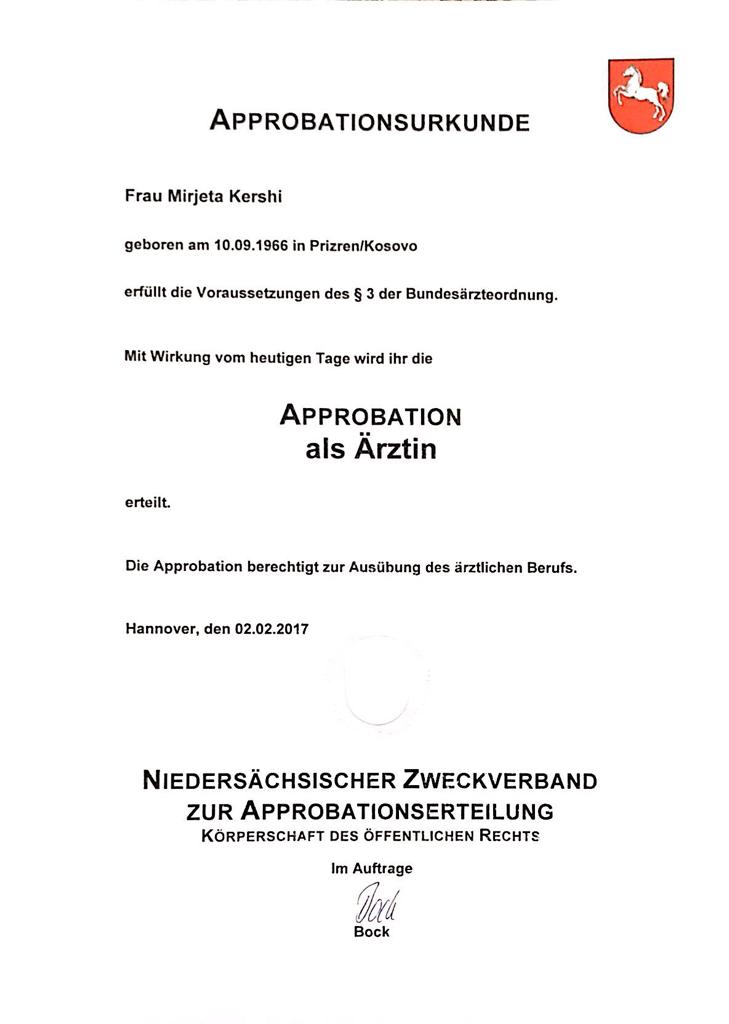 APPROBATIONSURKUNDE
Frau Mirjeta Kershi
geboren am 10.09.1966 in Prizren/Kosovo
erfüllt die Voraussetzungen des § 3 der Bundesärzteordnung.
Mit Wirkung vom heutigen Tage wird ihr die
APPROBATION
als Ärztin
erteilt.
Die Approbation berechtigt zur Ausübung des ärztlichen Berufs.
Hannover, den 02.02.2017
NIEDERSÄCHSISCHER ZWECKVERBAND
ZUR APPROBATIONSERTEILUNG
KÖRPERSCHAFT DES ÖFFENTLICHEN RECHTS
Im Auftrage
Bock
Bock